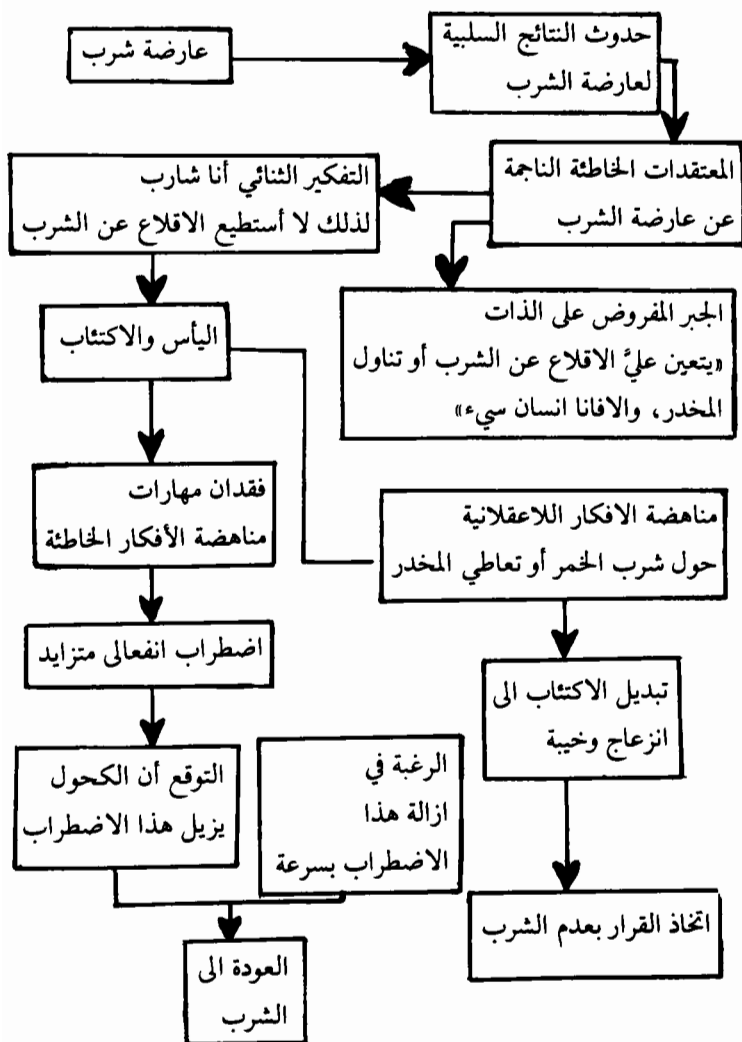 عارضة شرب
حدوث النتائج السلبية
لعارضة الشرب
المعتقدات الخاطئة الناجمة
عن عارضة الشرب
التفكير الثنائي أنا شارب
لذلك لا أستطيع الاقلاع عن الشرب
الجبر المفروض على الذات
«يتعين عليَّ الاقلاع عن الشرب أو تناول
المخدر، والافانا انسان سيء»
اليأس والاكتئاب
فقدان مهارات
مناهضة الأفكار الخاطئة
مناهضة الافكار اللاعقلانية
حول شرب الخمر أو تعاطي المخدر
اضطراب انفعالى متزايد
تبديل الاكتئاب الى
انزعاج وخيبة
التوقع أن الكحول
يزيل هذا الاضطراب
الرغبة في
ازالة هذا
الاضطراب بسرعة
اتخاذ القرار بعدم الشرب
العودة الى
الشرب